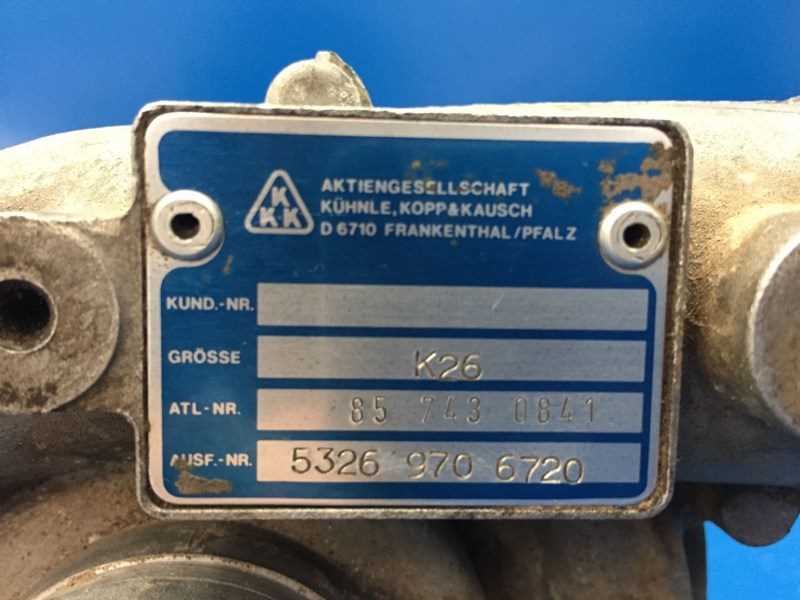 K
KK
AKTIENGESELLSCHAFT
KÜHNLE, KOPP&KAUSCH
D 6710 FRANKENTHAL/PFALZ
KUND.-NR.
GRÖSSE K26
ATL-NR. 85 743 0841
AUSF.-NR. 5326 970 6720